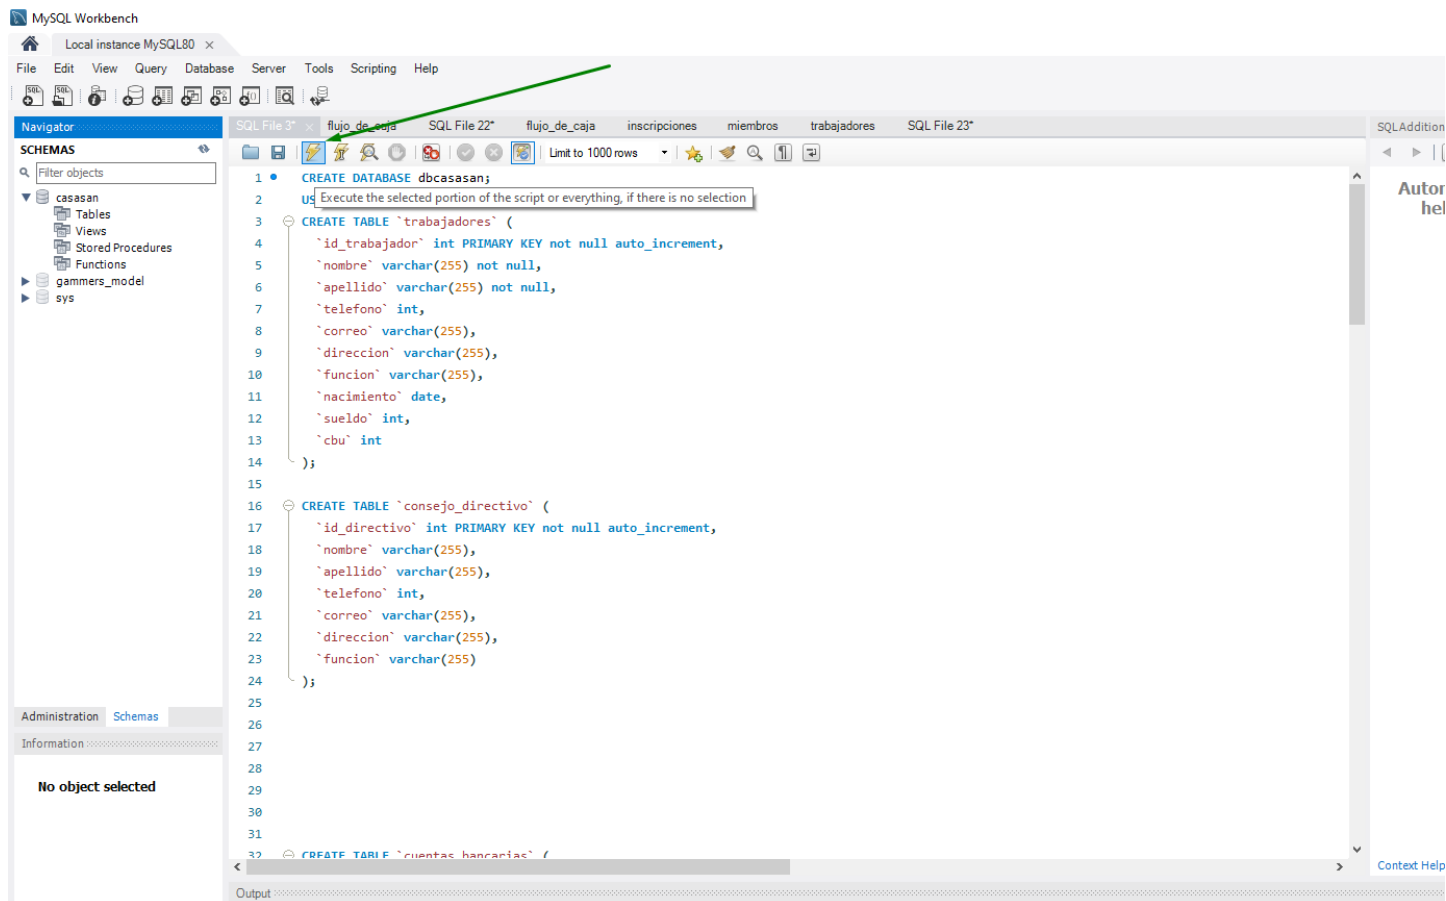 MySQL Workbench
Local instance MySQL80
File Edit View Query Database Server Tools Scripting Help
Navigator
SCHEMAS
Filter objects
casasan
Tables
Views
Stored Procedures
Functions
gammers_model
sys
Administration Schemas
Information
No object selected
SQL File 3* flujo_de_caja SQL File 22* flujo_de_caja inscripciones miembros trabajadores SQL File 23*
Limit to 1000 rows
1 CREATE DATABASE dbcasasan;
2 US
Execute the selected portion of the script or everything, if there is no selection
3 CREATE TABLE `trabajadores` (
4 `id_trabajador` int PRIMARY KEY not null auto_increment,
5 `nombre` varchar(255) not null,
6 `apellido` varchar(255) not null,
7 `telefono` int,
8 `correo` varchar(255),
9 `direccion` varchar(255),
10 `funcion` varchar(255),
11 `nacimiento` date,
12 `sueldo` int,
13 `cbu` int
14 );
15
16 CREATE TABLE `consejo_directivo` (
17 `id_directivo` int PRIMARY KEY not null auto_increment,
18 `nombre` varchar(255),
19 `apellido` varchar(255),
20 `telefono` int,
21 `correo` varchar(255),
22 `direccion` varchar(255),
23 `funcion` varchar(255)
24 );
25
26
27
28
29
30
31
32 CREATE TABLE `cuentas_bancarias` (
Output
SQLAddition
Autor
hel
Context Help